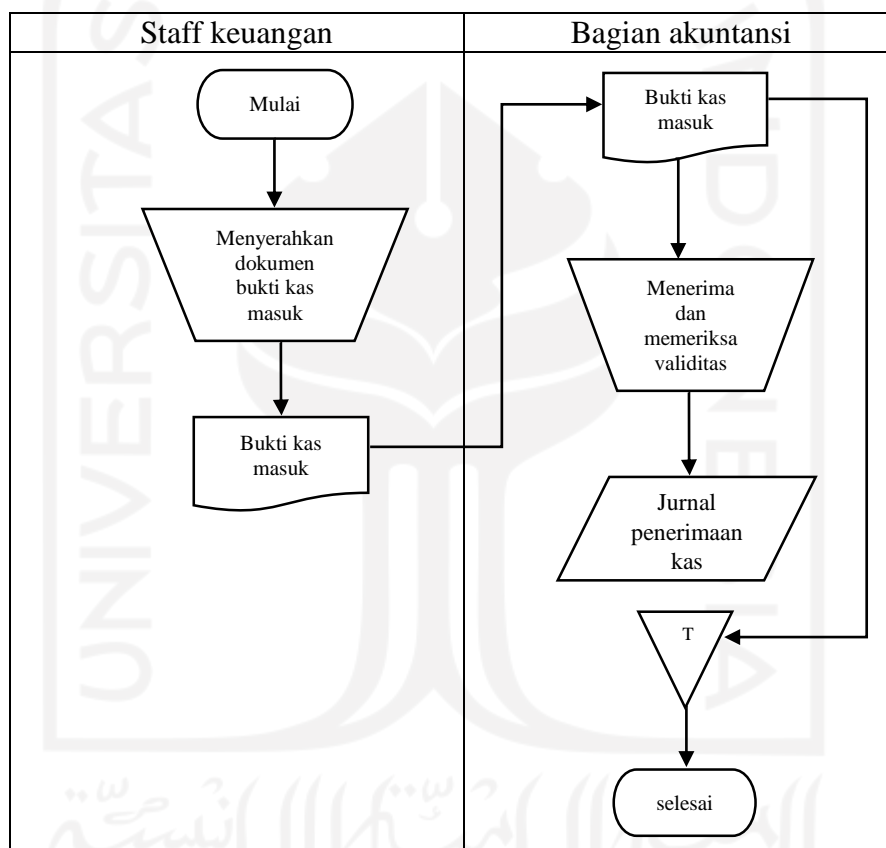 Staff keuangan
Bagian akuntansi
Mulai
Menyerahkan
dokumen
bukti kas
masuk
Bukti kas
masuk
Bukti kas
masuk
Menerima
dan
memeriksa
validitas
Jurnal
penerimaan
kas
T
selesai